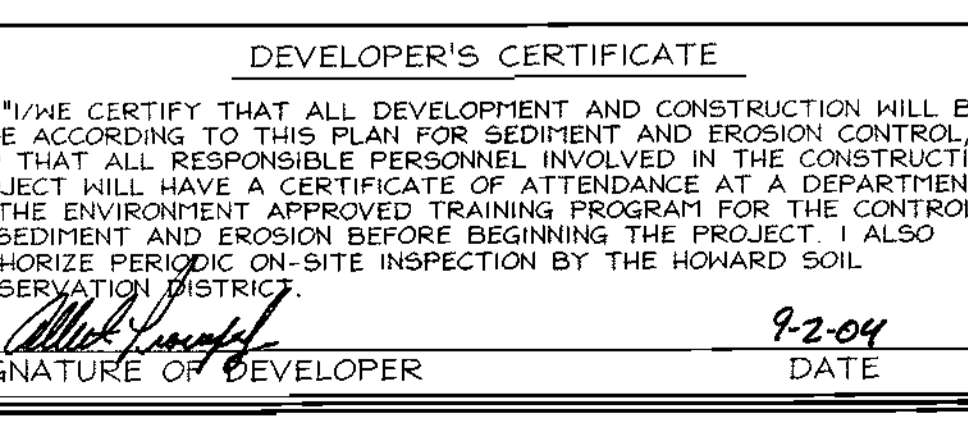 DEVELOPER'S CERTIFICATE
"I/WE CERTIFY THAT ALL DEVELOPMENT AND CONSTRUCTION WILL B
E ACCORDING TO THIS PLAN FOR SEDIMENT AND EROSION CONTROL,
THAT ALL RESPONSIBLE PERSONNEL INVOLVED IN THE CONSTRUCTI
JECT WILL HAVE A CERTIFICATE OF ATTENDANCE AT A DEPARTMEN
THE ENVIRONMENT APPROVED TRAINING PROGRAM FOR THE CONTROL
SEDIMENT AND EROSION BEFORE BEGINNING THE PROJECT. I ALSO
HORIZE PERIODIC ON-SITE INSPECTION BY THE HOWARD SOIL
SERVATION DISTRICT.
9-2-04
GNATURE OF DEVELOPER DATE